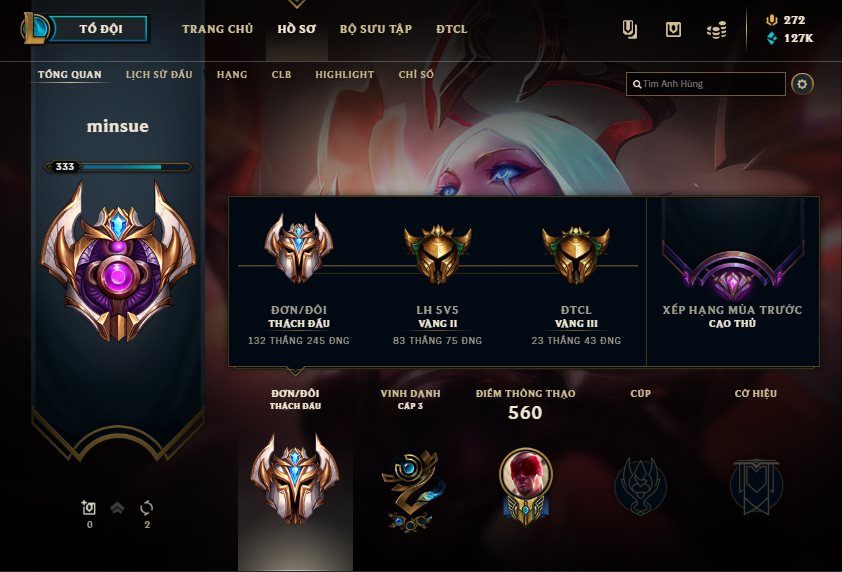 TỔ ĐỘI
TRANG CHỦ
HỒ SƠ
BỘ SƯU TẬP
ĐTCL
272
127K
TỔNG QUAN
LỊCH SỬ ĐẤU
HẠNG
CLB
HIGHLIGHT
CHỈ SỐ
Tìm Anh Hùng
minsue
333
ĐƠN/ĐÔI
THÁCH ĐẤU
132 THẮNG 245 ĐNG
LH 5V5
VÀNG II
83 THẮNG 75 ĐNG
ĐTCL
VÀNG III
23 THẮNG 43 ĐNG
XẾP HẠNG MÙA TRƯỚC
CAO THỦ
ĐƠN/ĐÔI
THÁCH ĐẤU
VINH DANH
CẤP 3
ĐIỂM THÔNG THẠO
560
CÚP
CỜ HIỆU
0
2